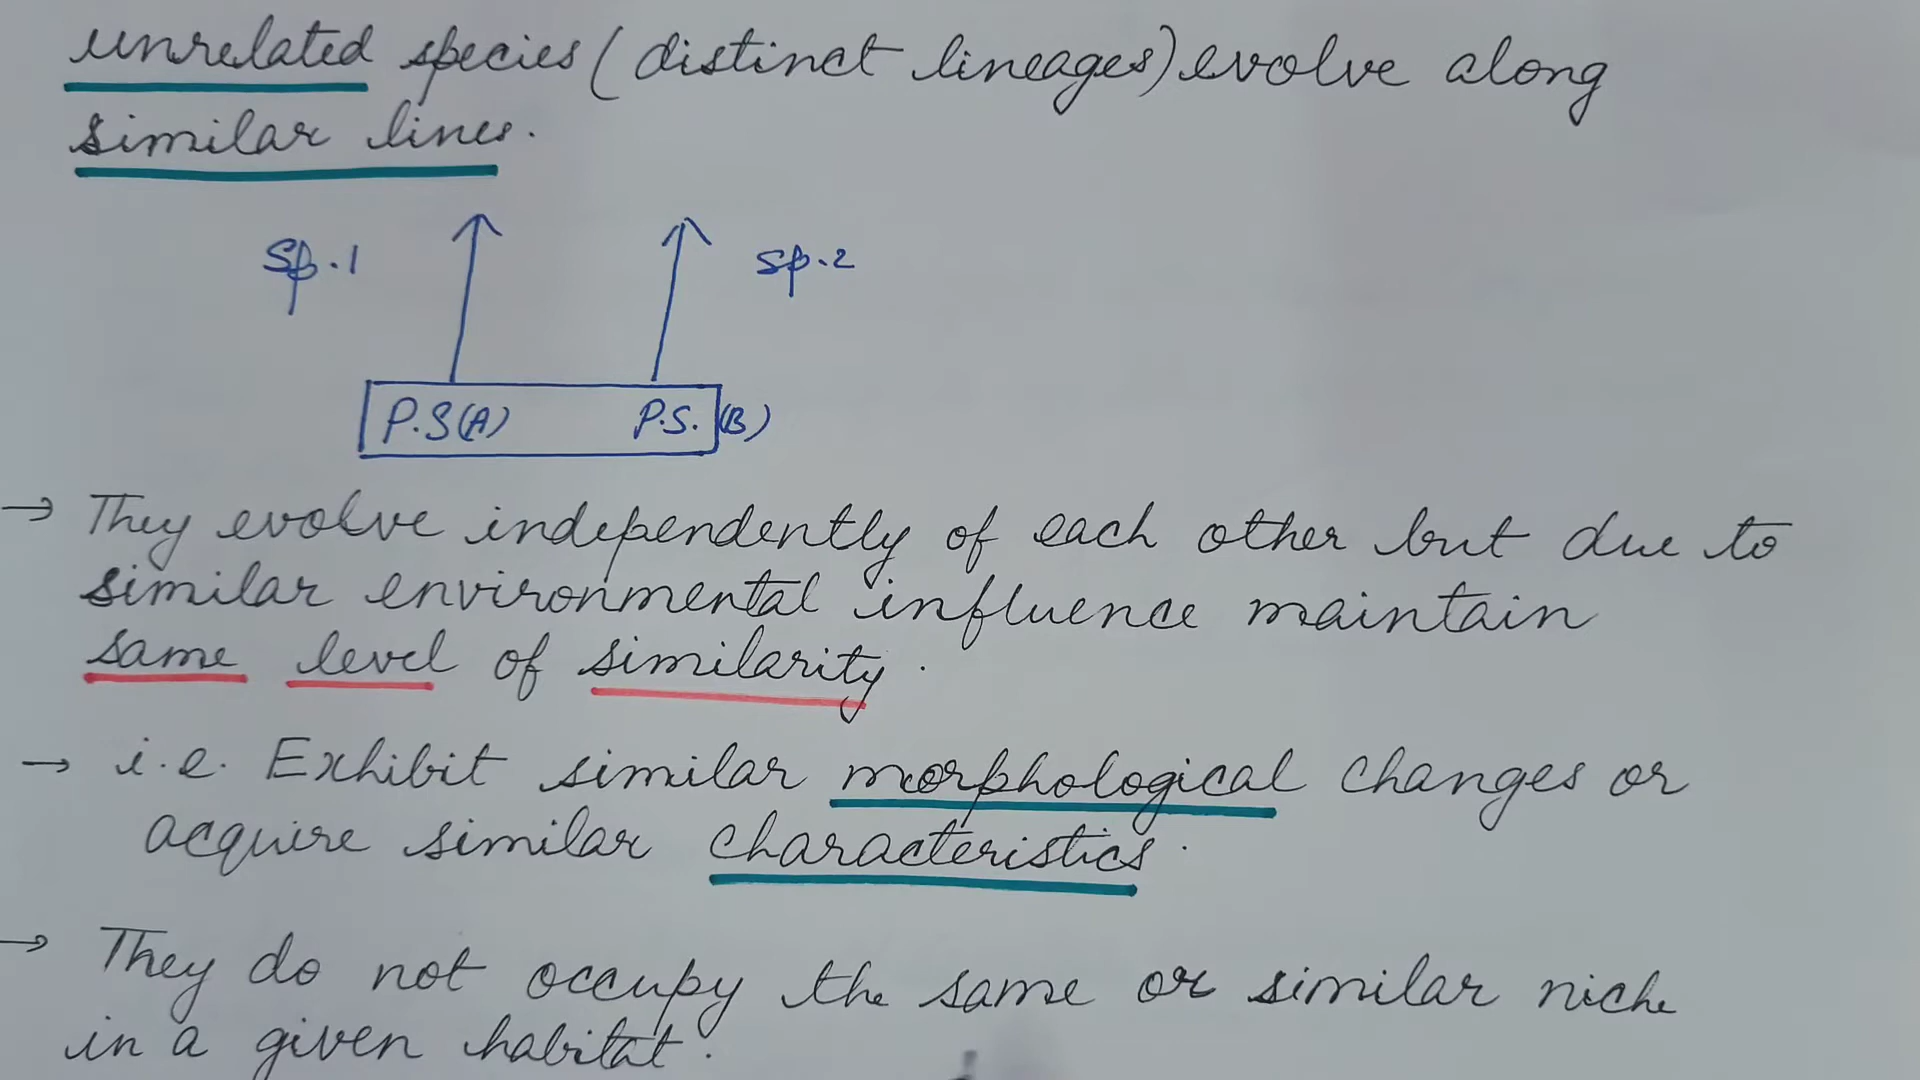 unrelated species (distinct lineages) evolve along
similar lines.
Sp.1 Sp.2
P.S(A) P.S.(B)
→ They evolve independently of each other but due to
similar environmental influence maintain
same level of similarity.
→ i.e. Exhibit similar morphological changes or
acquire similar characteristics.
→ They do not occupy the same or similar niche
in a given habitat.